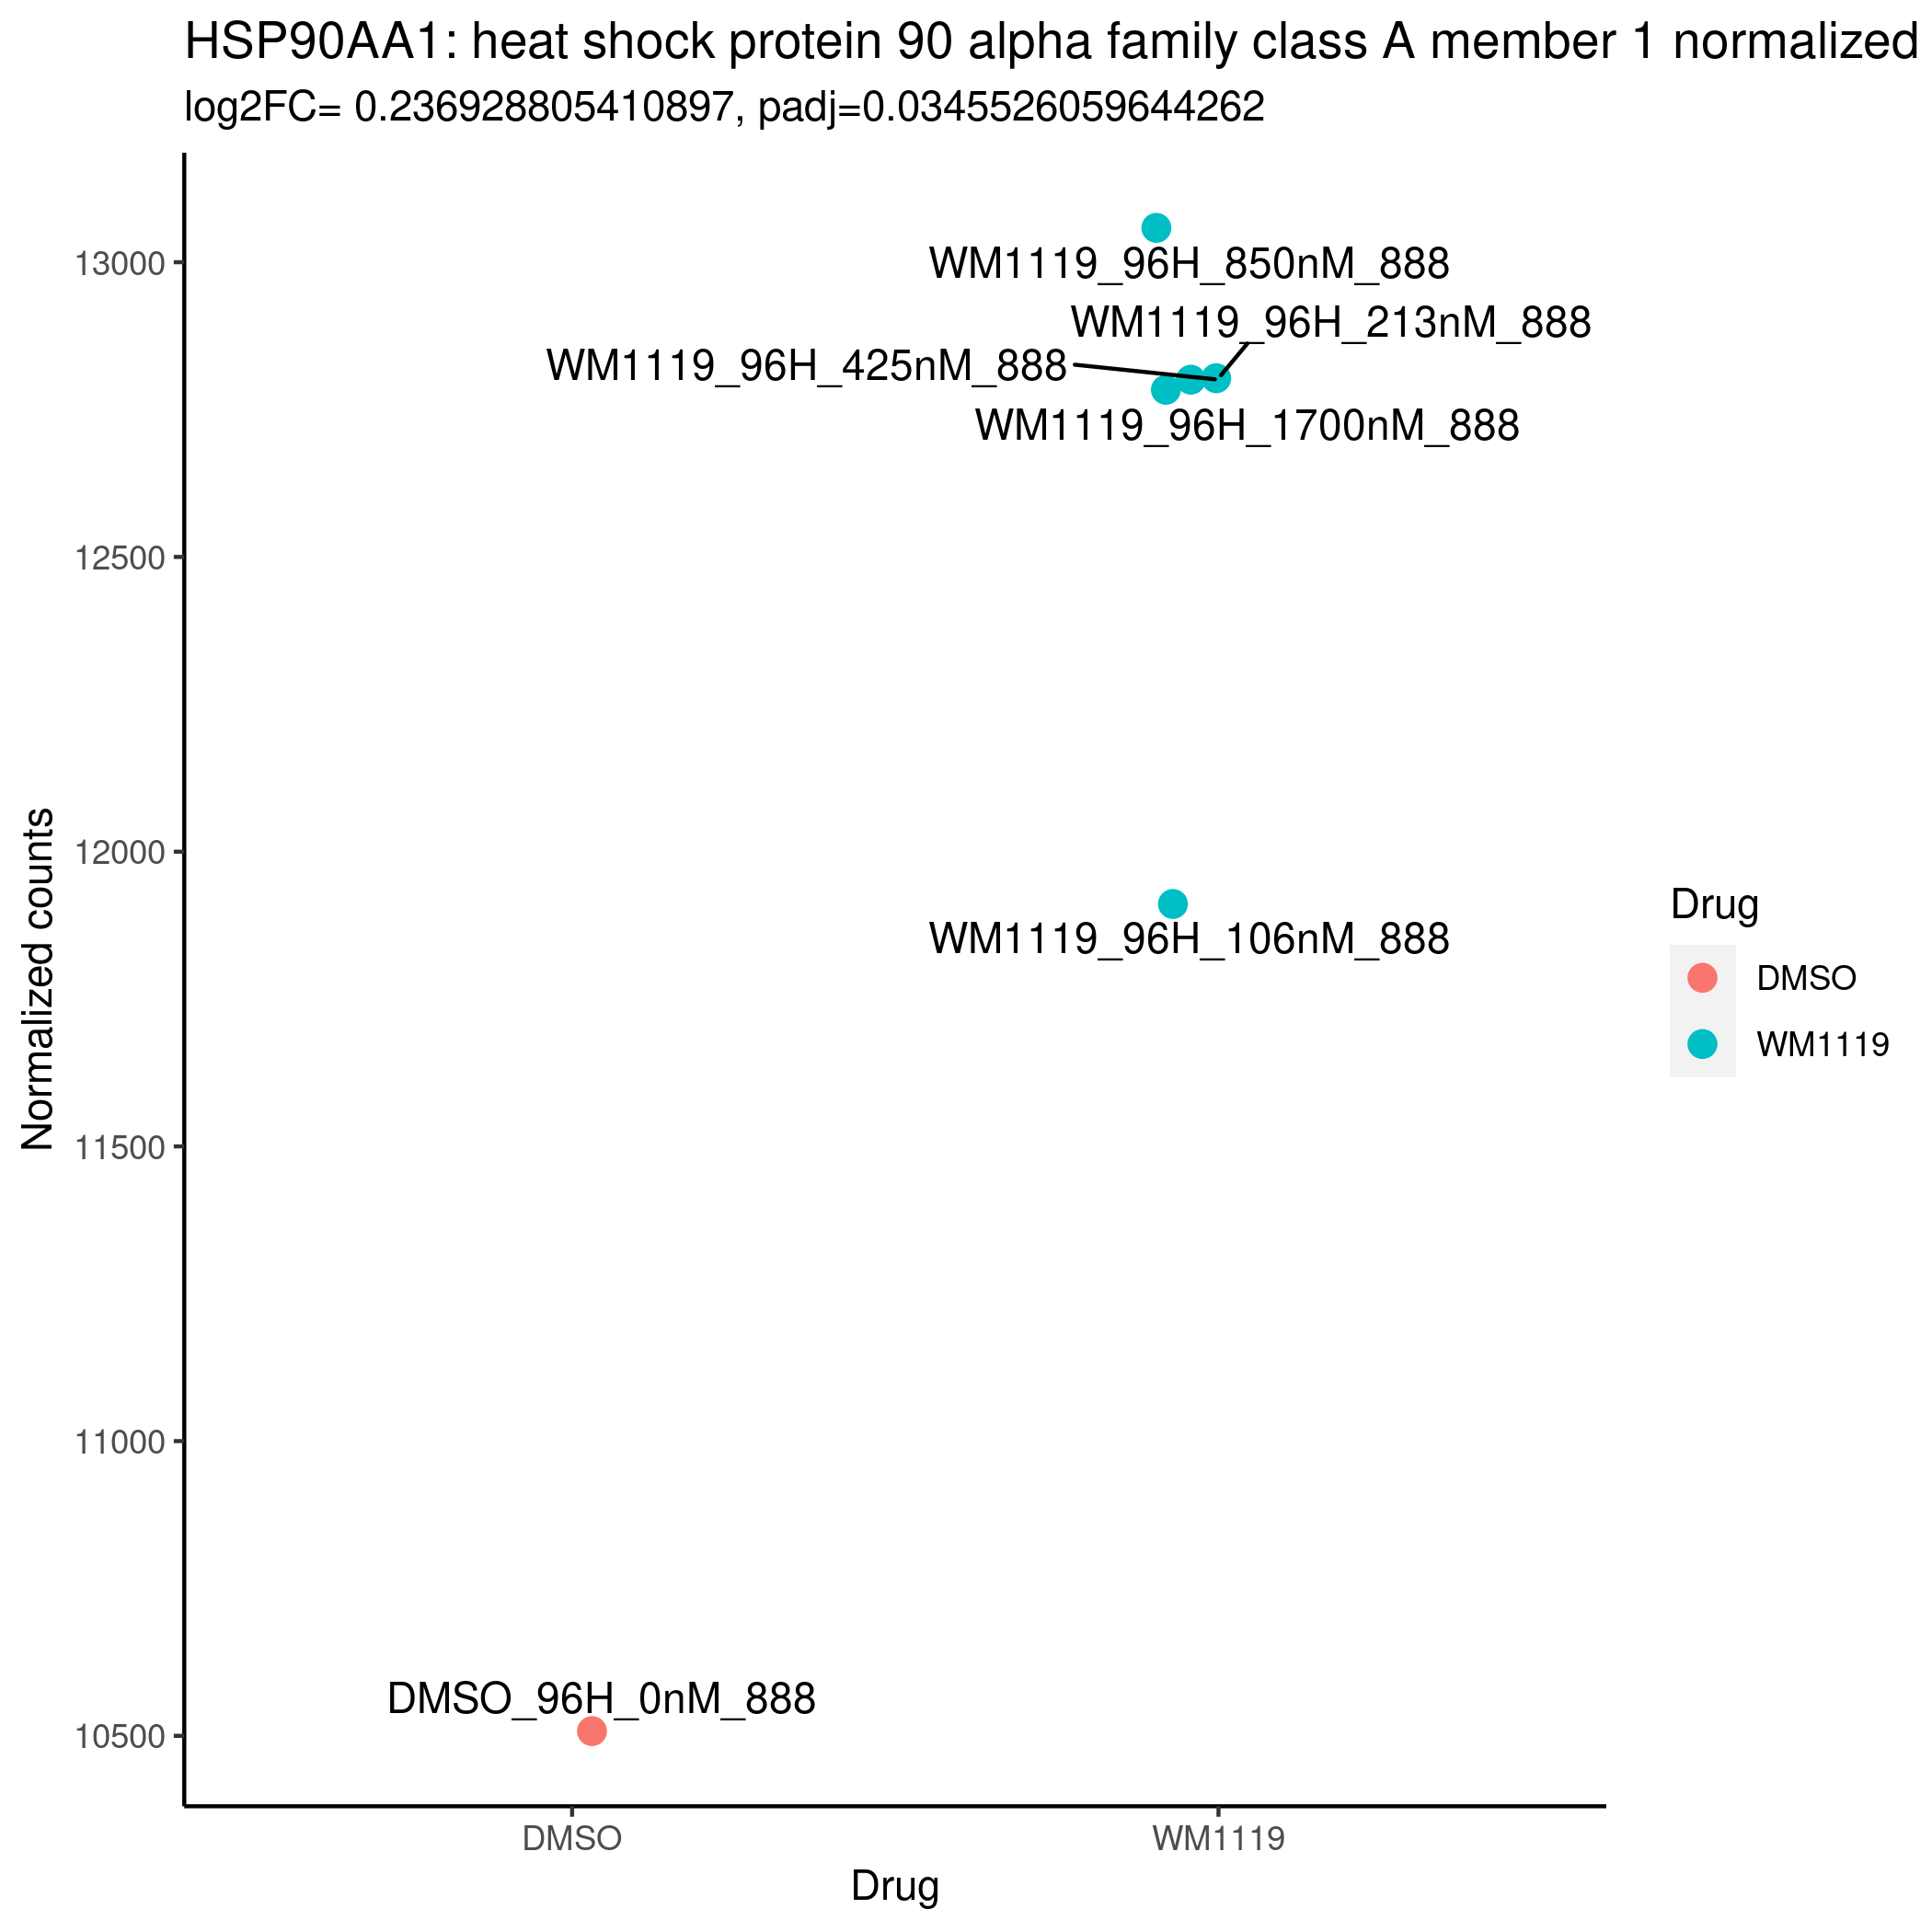 HSP90AA1: heat shock protein 90 alpha family class A member 1 normalized
log2FC= 0.236928805410897, padj=0.0345526059644262
Normalized counts
13000
12500
12000
11500
11000
10500
WM1119_96H_850nM_888
WM1119_96H_213nM_888
WM1119_96H_425nM_888
WM1119_96H_1700nM_888
WM1119_96H_106nM_888
DMSO_96H_0nM_888
DMSO
WM1119
Drug
Drug
DMSO
WM1119